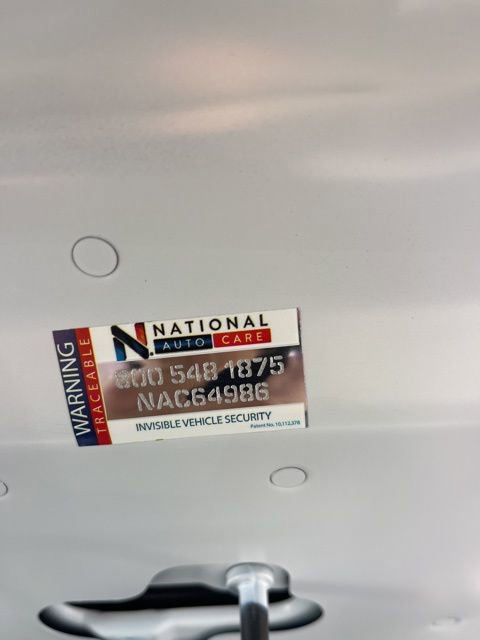 WARNING
TRACEABLE
N. NATIONAL
AUTO CARE
800 548 1875
NAC64986
INVISIBLE VEHICLE SECURITY
Patent No. 10,112,378